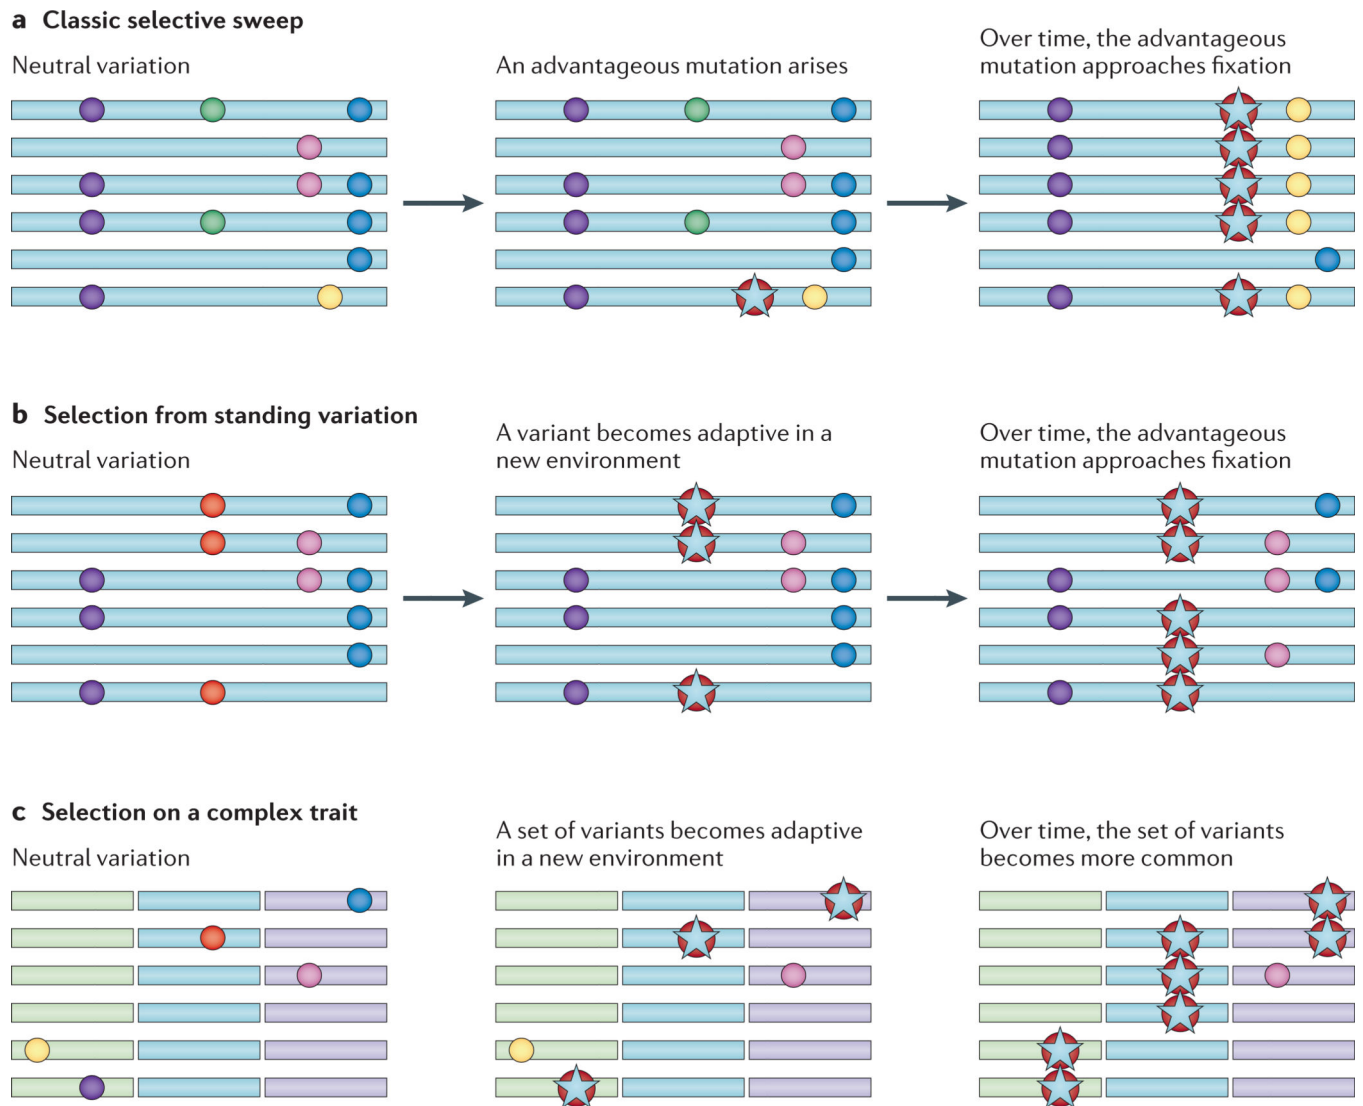 a Classic selective sweep
Neutral variation
An advantageous mutation arises
Over time, the advantageous
mutation approaches fixation
b Selection from standing variation
Neutral variation
A variant becomes adaptive in a
new environment
Over time, the advantageous
mutation approaches fixation
c Selection on a complex trait
Neutral variation
A set of variants becomes adaptive
in a new environment
Over time, the set of variants
becomes more common